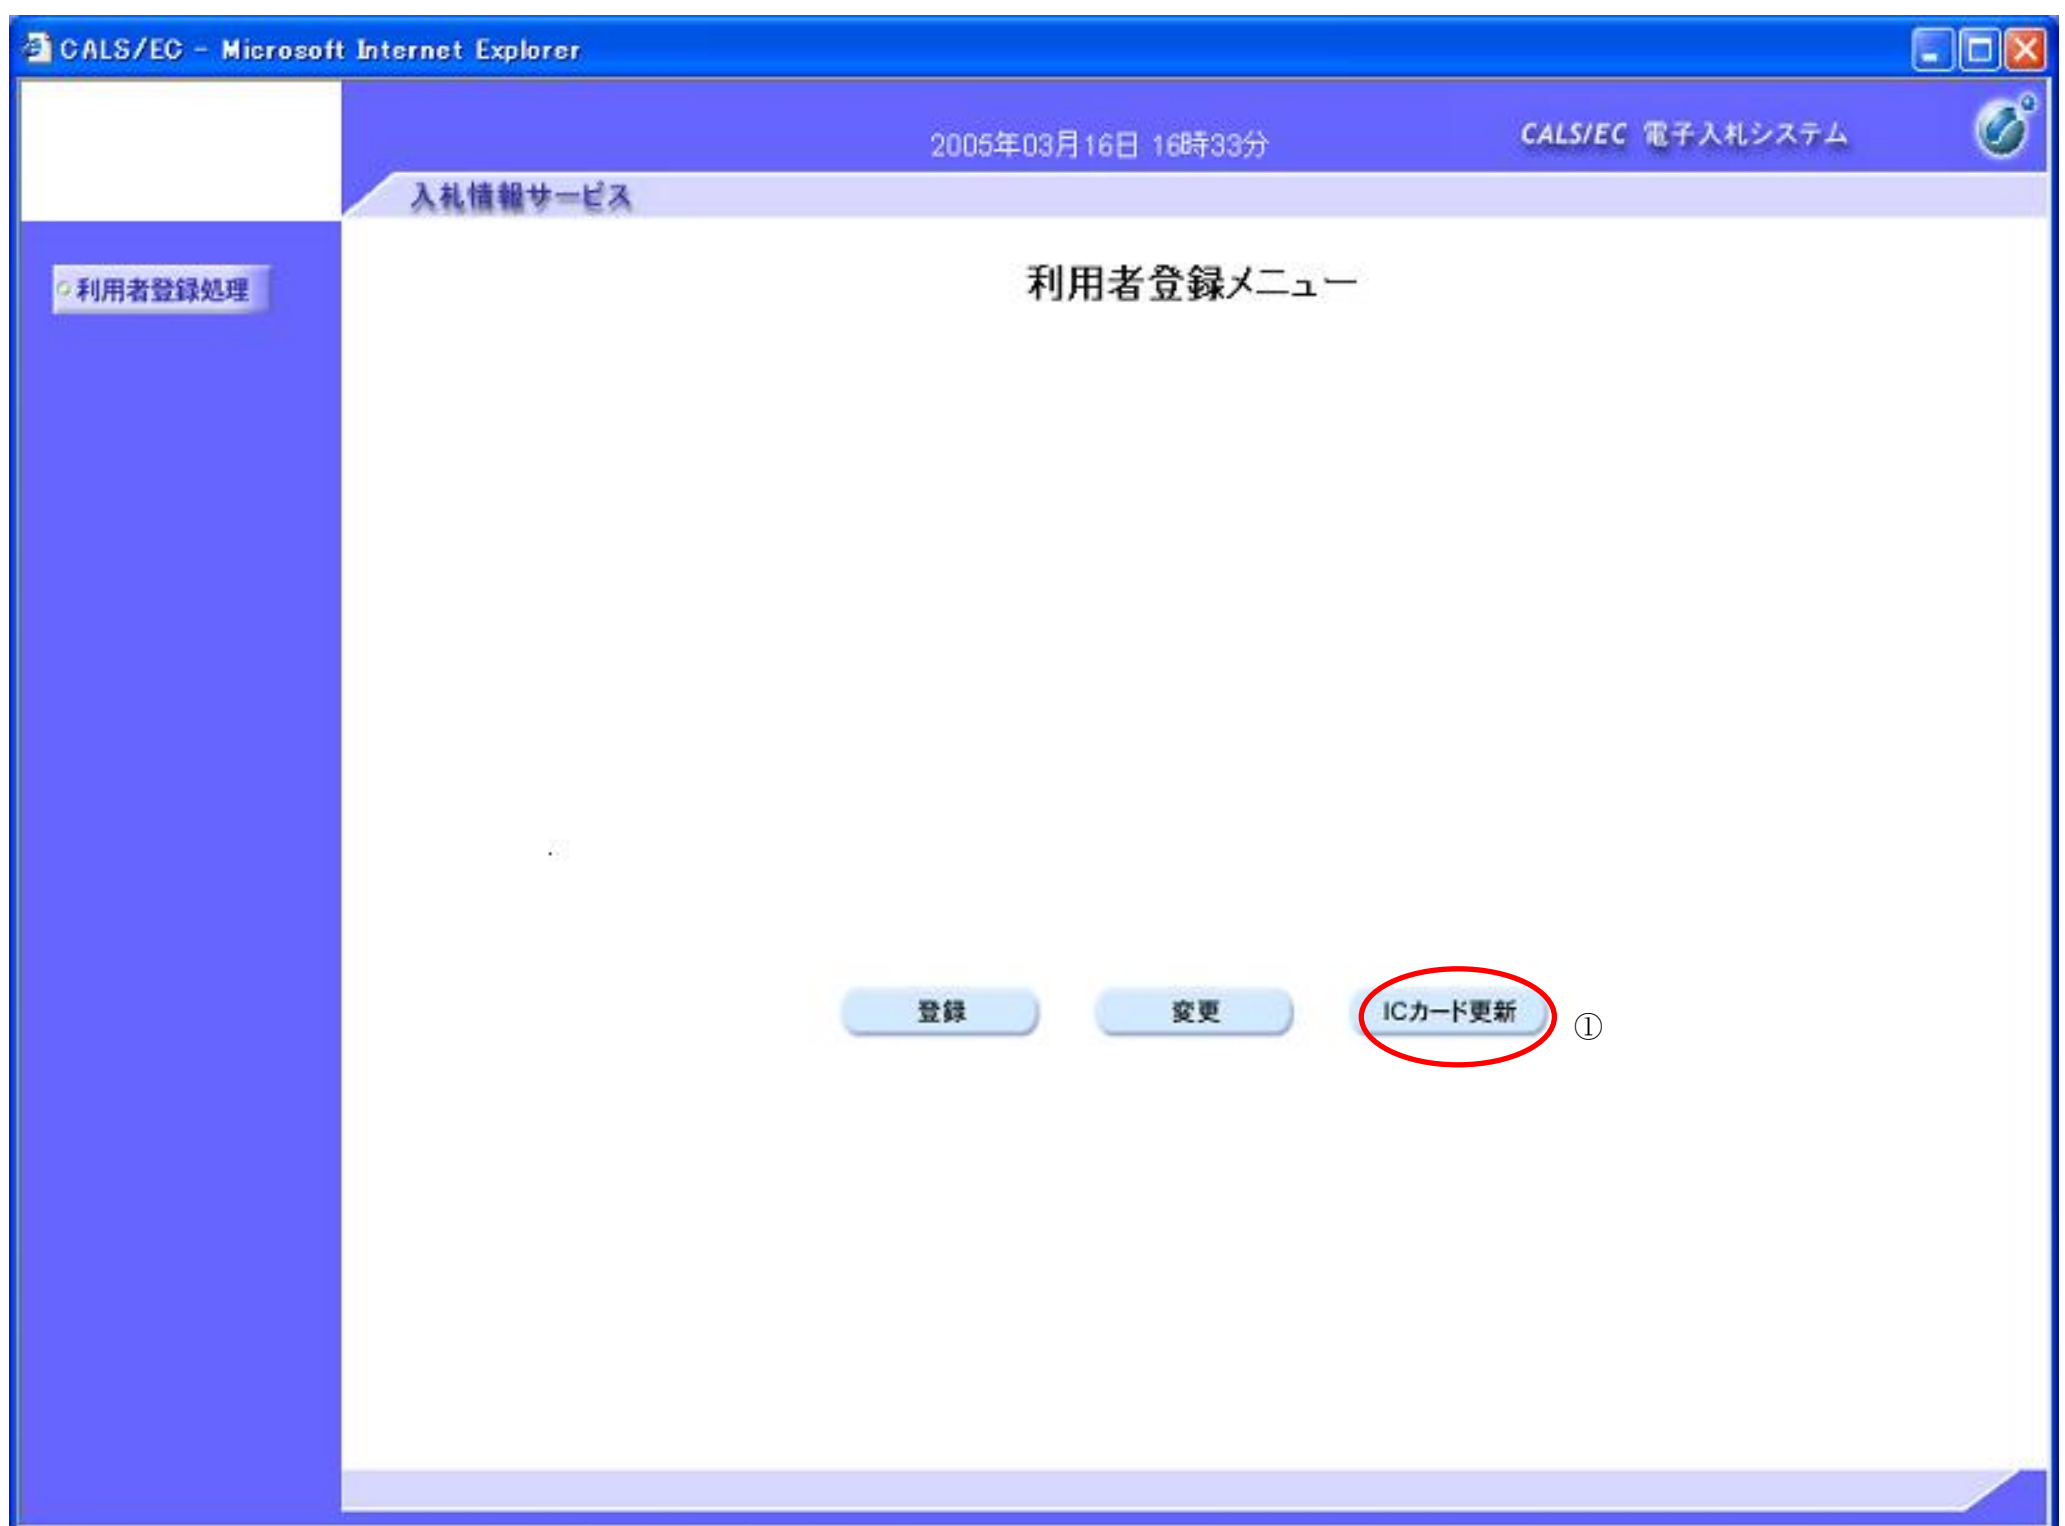 CALS/EC - Microsoft Internet Explorer
2005年03月16日 16時33分
CALS/EC 電子入札システム
入札情報サービス
利用者登録処理
利用者登録メニュー
登録
変更
ICカード更新
①